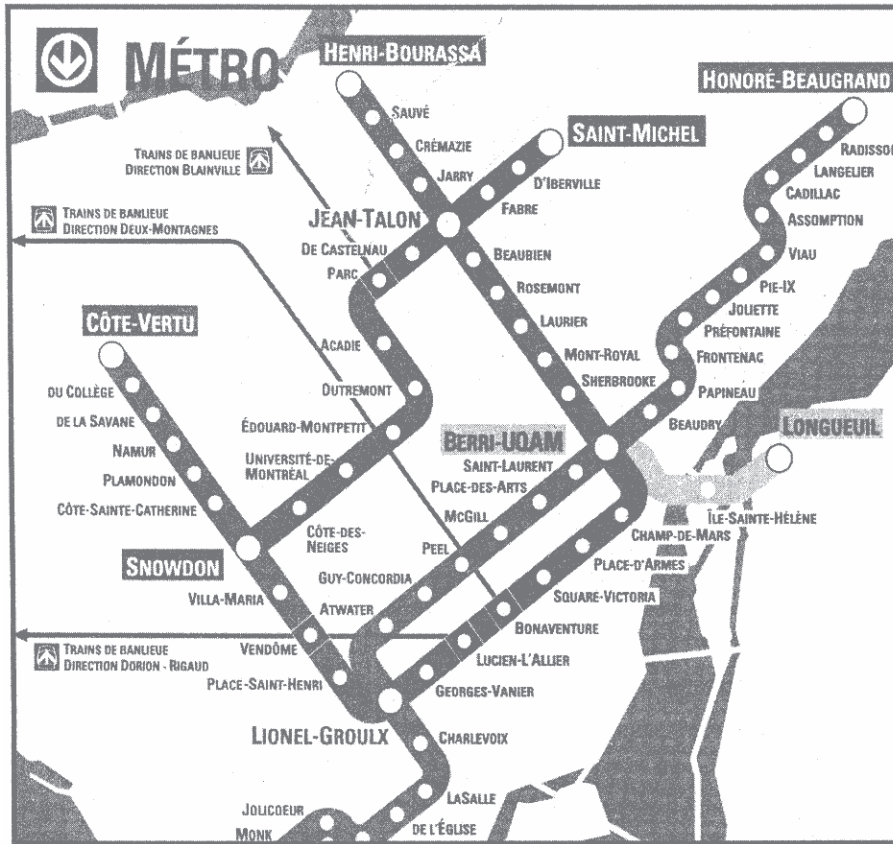 MÉTRO
HENRI-BOURASSA
HONORÉ-BEAUGRAND
SAUVÉ
SAINT-MICHEL
RADISSON
CRÉMAZIE
LANGELIER
TRAINS DE BANLIEUE
DIRECTION BLAINVILLE
JARRY
D'IBERVILLE
CADILLAC
FABRE
JEAN-TALON
ASSOMPTION
TRAINS DE BANLIEUE
DIRECTION DEUX-MONTAGNES
DE CASTELNAU
BEAUBIEN
VIAU
PARC
PIE-IX
ROSEMONT
JOLIETTE
CÔTE-VERTU
LAURIER
PRÉFONTAINE
ACADIE
MONT-ROYAL
FRONTENAC
DU COLLÈGE
OUTREMONT
SHERBROOKE
PAPINEAU
DE LA SAVANE
ÉDOUARD-MONTPETIT
BEAUDRY
LONGUEUIL
BERRI-UQAM
NAMUR
UNIVERSITÉ-DE-
MONTRÉAL
SAINT-LAURENT
PLAMONDON
PLACE-DES-ARTS
CÔTE-SAINTE-CATHERINE
MCGILL
ÎLE-SAINTE-HÉLÈNE
CÔTE-DES-
NEIGES
CHAMP-DE-MARS
PEEL
SNOWDON
PLACE-D'ARMES
GUY-CONCORDIA
VILLA-MARIA
SQUARE-VICTORIA
ATWATER
BONAVENTURE
VENDÔME
TRAINS DE BANLIEUE
DIRECTION DORION - RIGAUD
LUCIEN-L'ALLIER
PLACE-SAINT-HENRI
GEORGES-VANIER
LIONEL-GROULX
CHARLEVOIX
LASALLE
JOLICOEUR
DE L'ÉGLISE
MONK